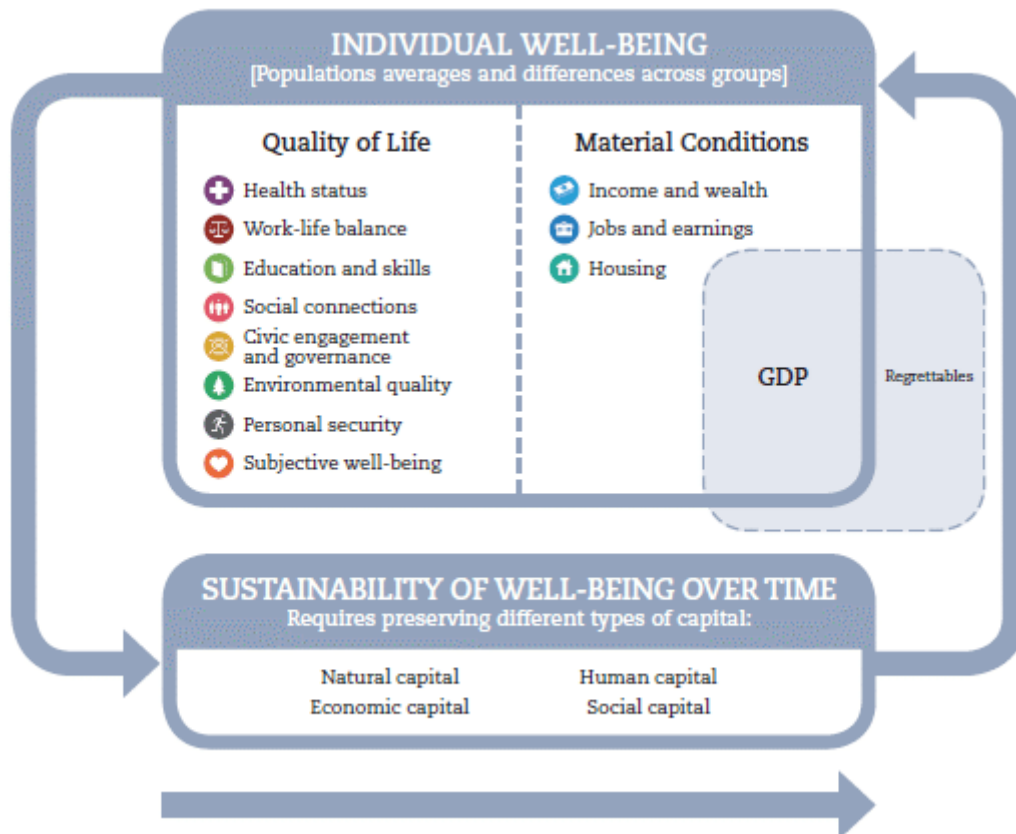 INDIVIDUAL WELL-BEING
[Populations averages and differences across groups]
Quality of Life
Health status
Work-life balance
Education and skills
Social connections
Civic engagement
and governance
Environmental quality
Personal security
Subjective well-being
Material Conditions
Income and wealth
Jobs and earnings
Housing
GDP
Regrettables
SUSTAINABILITY OF WELL-BEING OVER TIME
Requires preserving different types of capital:
Natural capital
Human capital
Economic capital
Social capital